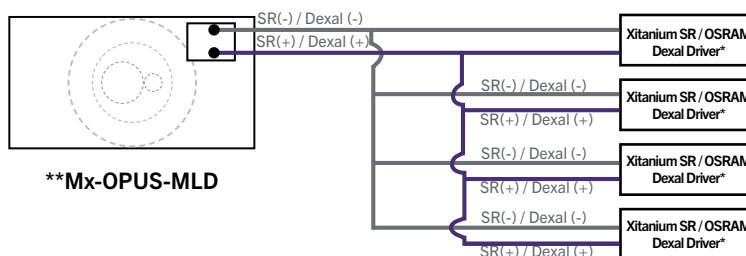 SR(-) / Dexal (-)
SR(+) / Dexal (+)
Xitanium SR / OSRAM
Dexal Driver*
SR(-) / Dexal (-)
SR(+) / Dexal (+)
Xitanium SR / OSRAM
Dexal Driver*
SR(-) / Dexal (-)
SR(+) / Dexal (+)
Xitanium SR / OSRAM
Dexal Driver*
SR(-) / Dexal (-)
SR(+) / Dexal (+)
Xitanium SR / OSRAM
Dexal Driver*
**Mx-OPUS-MLD